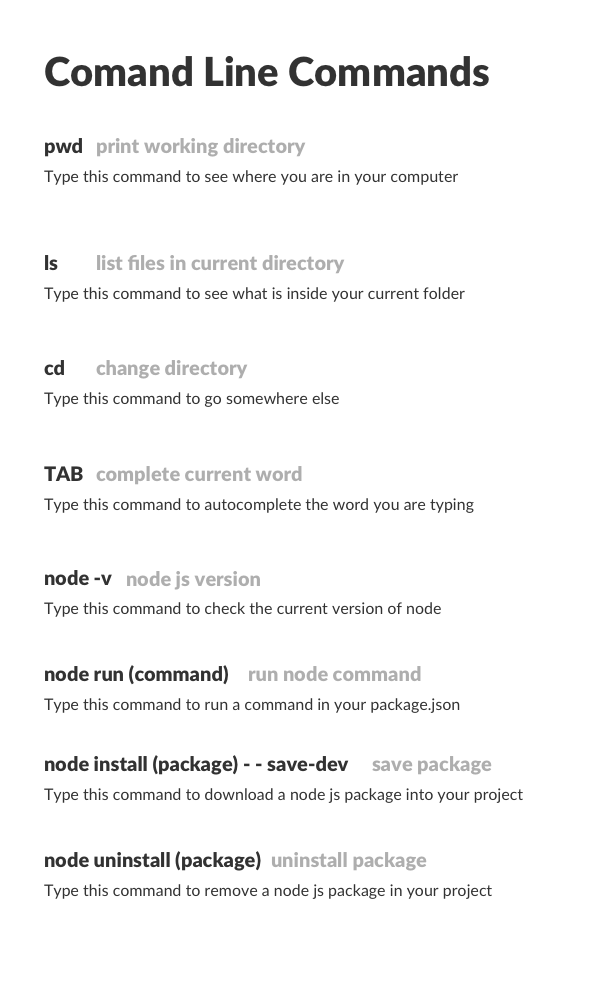 Comand Line Commands
pwd print working directory
Type this command to see where you are in your computer
ls list files in current directory
Type this command to see what is inside your current folder
cd change directory
Type this command to go somewhere else
TAB complete current word
Type this command to autocomplete the word you are typing
node -v node js version
Type this command to check the current version of node
node run (command) run node command
Type this command to run a command in your package.json
node install (package) - - save-dev save package
Type this command to download a node js package into your project
node uninstall (package) uninstall package
Type this command to remove a node js package in your project